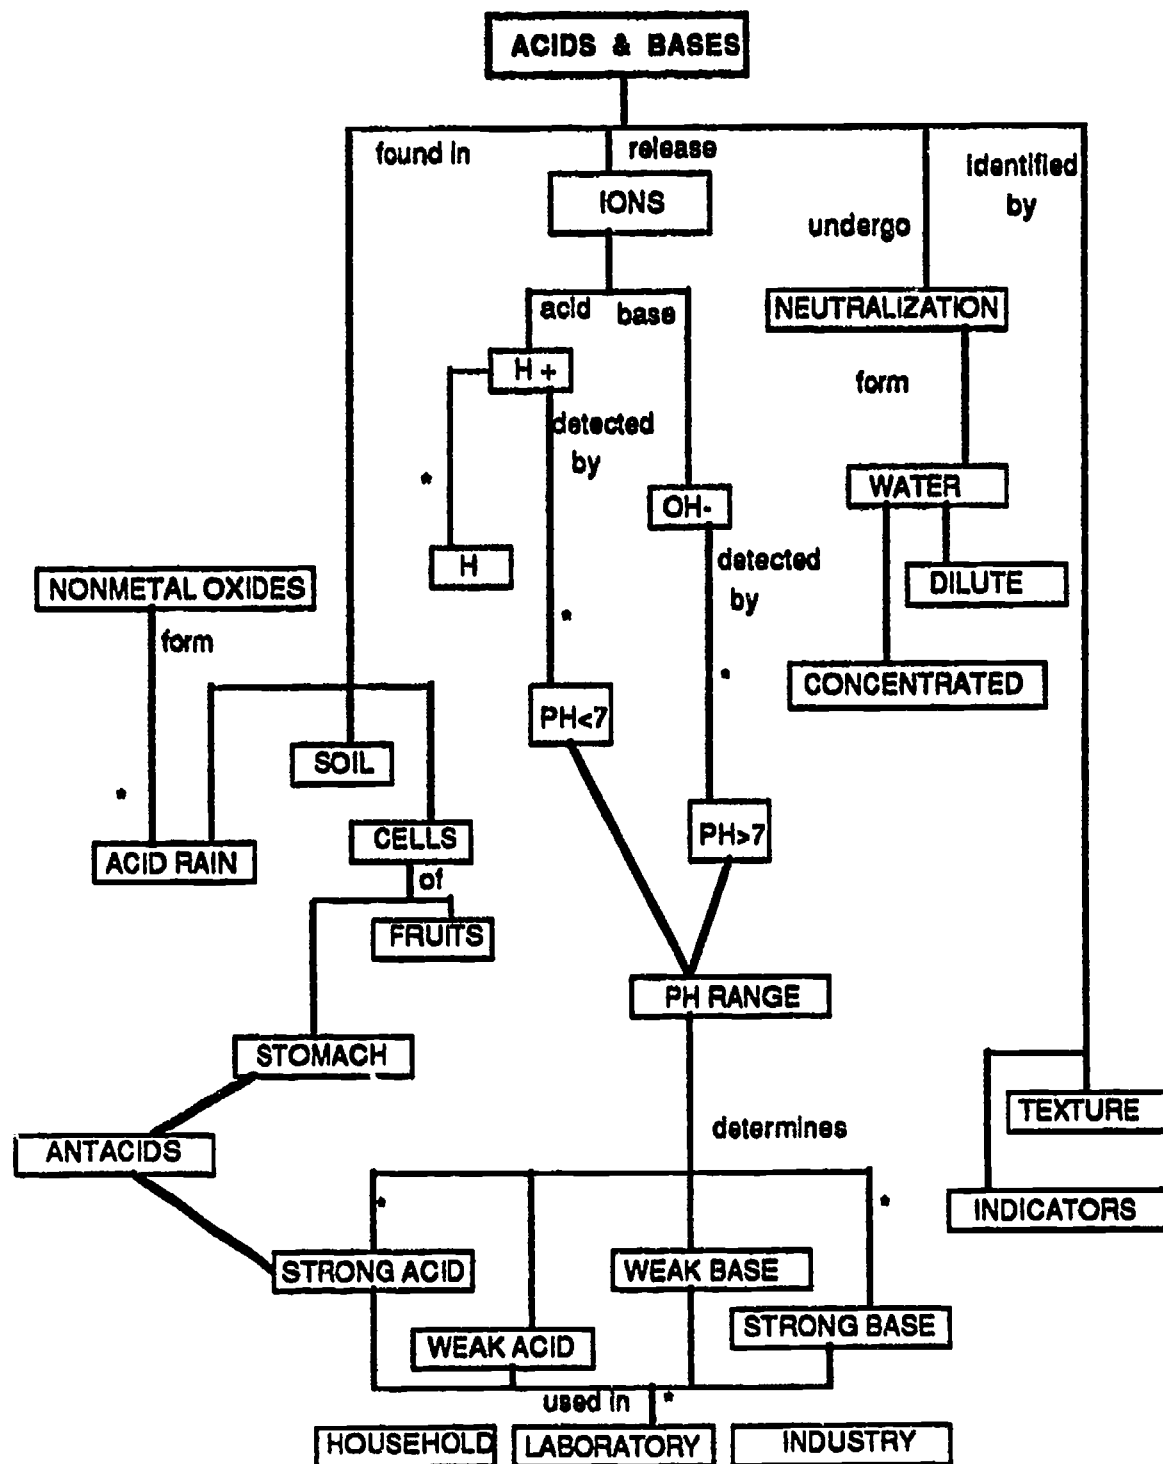 ACIDS & BASES
found in
release
identified
by
IONS
undergo
acid
base
NEUTRALIZATION
H +
form
detected
by
*
WATER
OH-
H
detected
by
DILUTE
NONMETAL OXIDES
form
*
CONCENTRATED
*
PH<7
SOIL
*
PH>7
CELLS
ACID RAIN
of
FRUITS
PH RANGE
STOMACH
TEXTURE
determines
ANTACIDS
*
*
INDICATORS
STRONG ACID
WEAK BASE
STRONG BASE
WEAK ACID
used in
*
HOUSEHOLD
LABORATORY
INDUSTRY